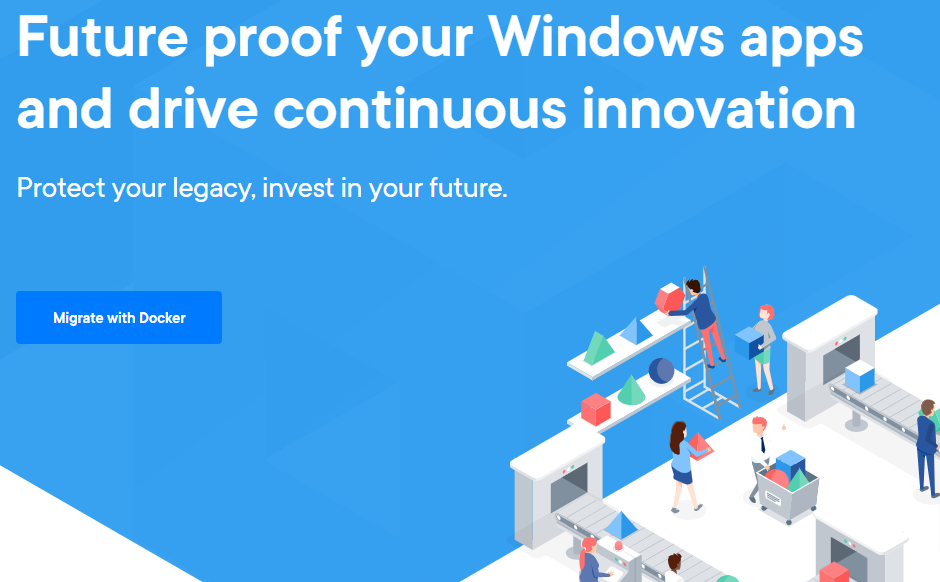 Future proof your Windows apps
and drive continuous innovation
Protect your legacy, invest in your future.
Migrate with Docker